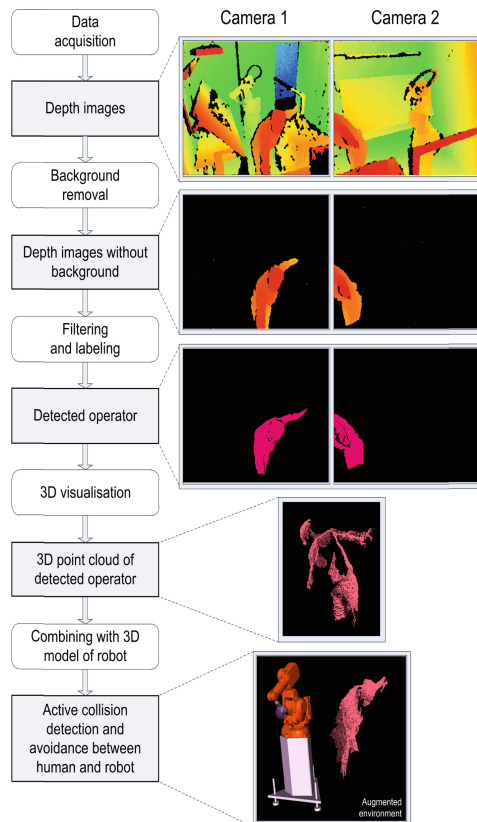 Camera 1
Camera 2
Data
acquisition
Depth images
Background
removal
Depth images without
background
Filtering
and labeling
Detected operator
3D visualisation
3D point cloud of
detected operator
Combining with 3D
model of robot
Active collision
detection and
avoidance between
human and robot
Augmented
environment